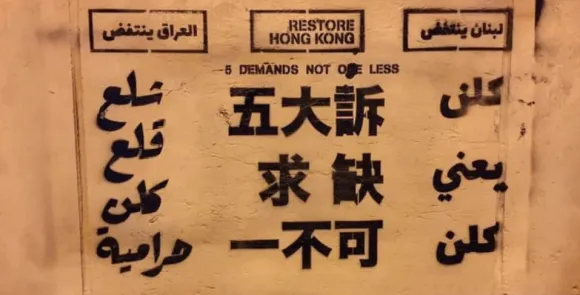 العراق ينتفض
RESTORE
HONG KONG
لبنان ينتفض
5 DEMANDS NOT ONE LESS
شلع
قلع
كلن
حرامية
五大訴
求缺
一不可
كلن
يعني
كلن